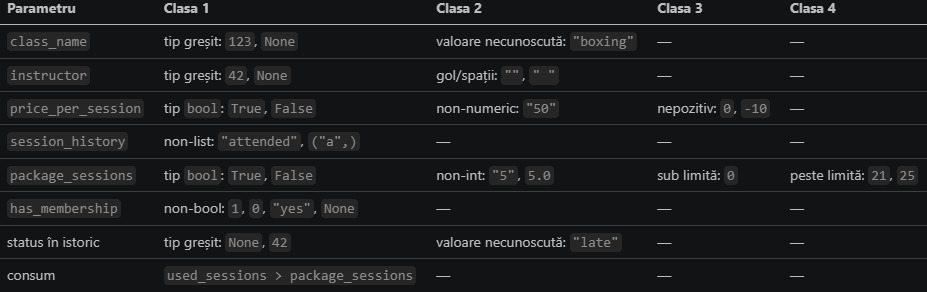 Parametru Clasa 1 Clasa 2 Clasa 3 Clasa 4
class_name tip greșit: 123, None valoare necunoscută: "boxing" — —
instructor tip greșit: 42, None gol/spații: "", " " — —
price_per_session tip bool: True, False non-numeric: "50" nepozitiv: 0, -10 —
session_history non-list: "attended", ("a",) — — —
package_sessions tip bool: True, False non-int: "5", 5.0 sub limită: 0 peste limită: 21, 25
has_membership non-bool: 1, 0, "yes", None — — —
status în istoric tip greșit: None, 42 valoare necunoscută: "late" — —
consum used_sessions > package_sessions — — —